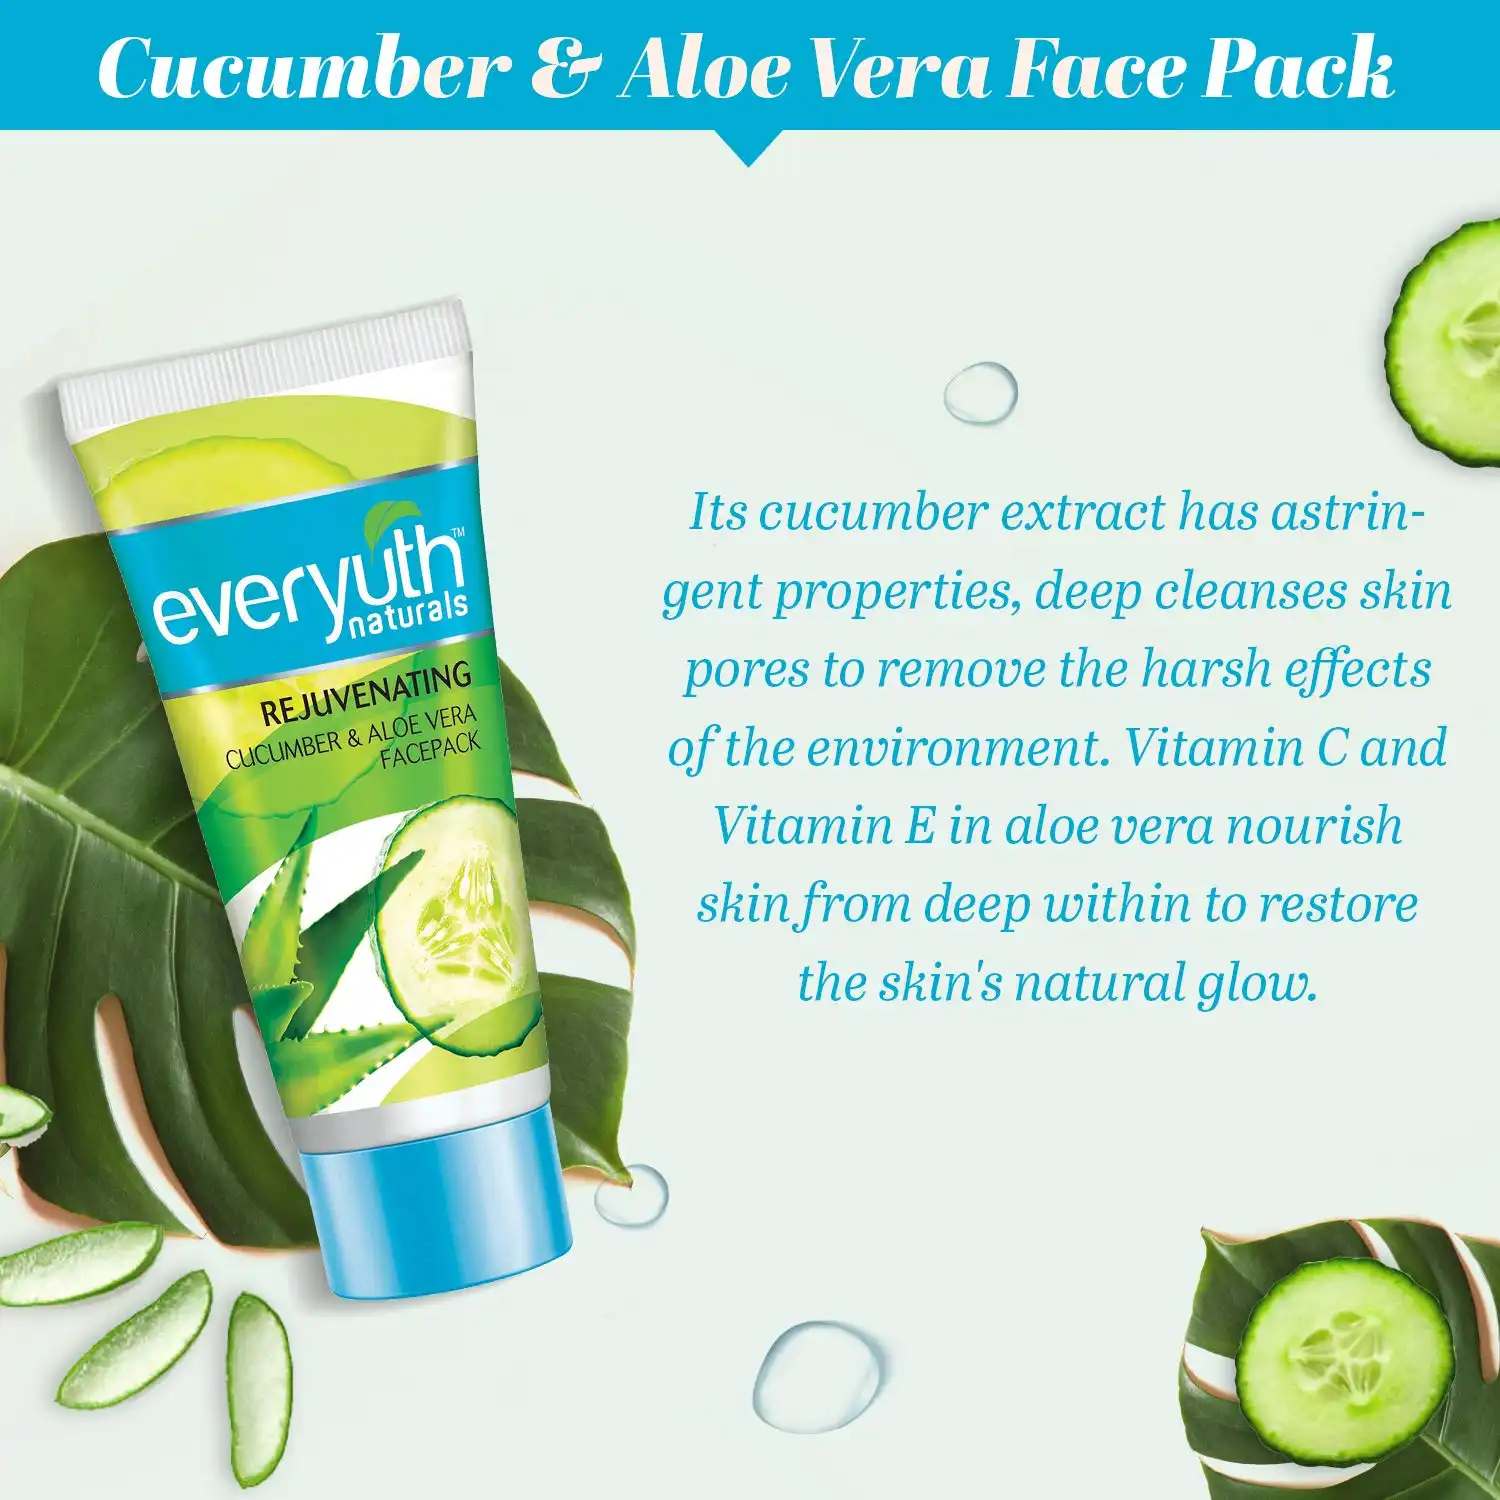 Cucumber & Aloe Vera Face Pack
everyuth™
naturals
REJUVENATING
CUCUMBER & ALOE VERA
FACEPACK
Its cucumber extract has astrin-
gent properties, deep cleanses skin
pores to remove the harsh effects
of the environment. Vitamin C and
Vitamin E in aloe vera nourish
skin from deep within to restore
the skin's natural glow.